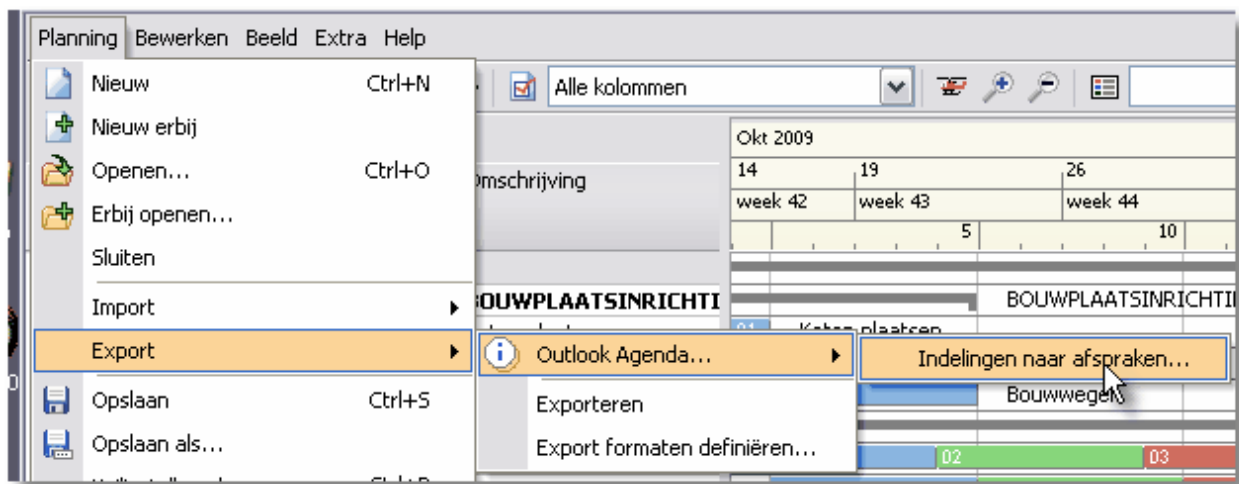 Planning Bewerken Beeld Extra Help
Nieuw Ctrl+N
Alle kolommen
Nieuw erbij
Okt 2009
Openen... Ctrl+O
14 19 26
Omschrijving
week 42 week 43 week 44
Erbij openen...
5 10
Sluiten
Import
BOUWPLAATSINRICHTI
BOUWPLAATSINRICHTI
01 Keten plaatsen
Export
Outlook Agenda...
Indelingen naar afspraken...
Opslaan Ctrl+S
Exporteren
Bouwwegen
Opslaan als...
Export formaten definiëren...
02 03